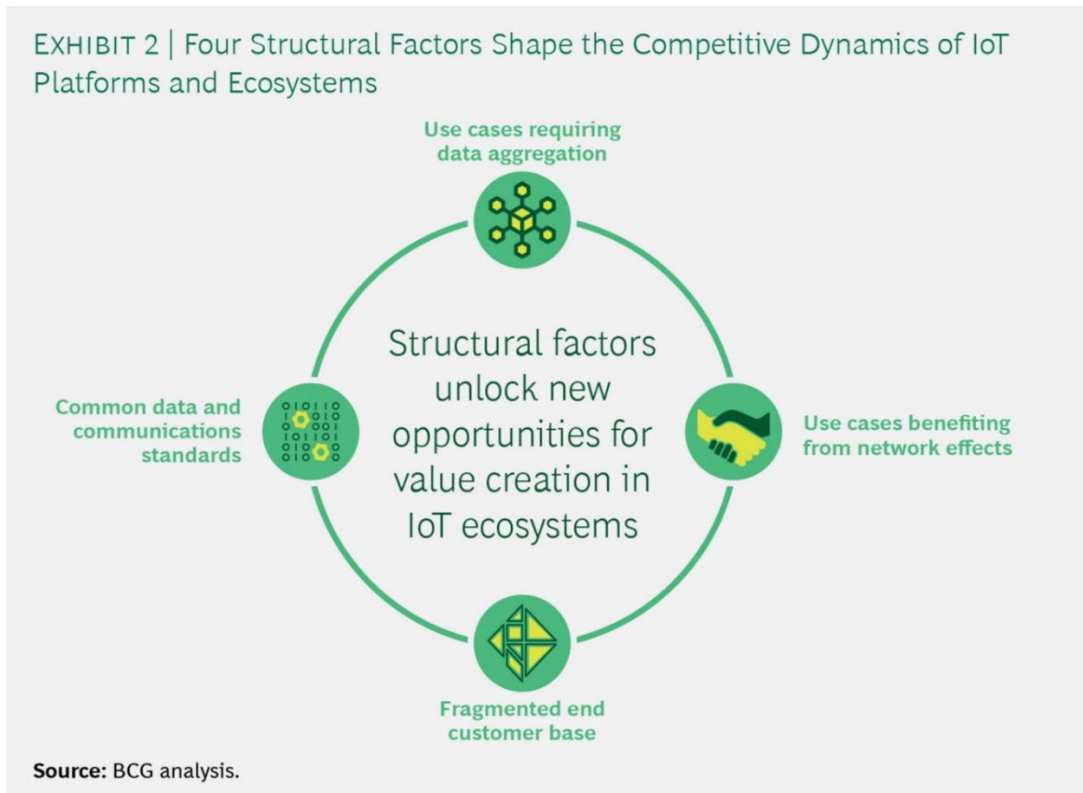 EXHIBIT 2 | Four Structural Factors Shape the Competitive Dynamics of IoT
Platforms and Ecosystems
Use cases requiring
data aggregation
Structural factors
unlock new
opportunities for
value creation in
IoT ecosystems
Common data and
communications
standards
Use cases benefiting
from network effects
Fragmented end
customer base
Source: BCG analysis.